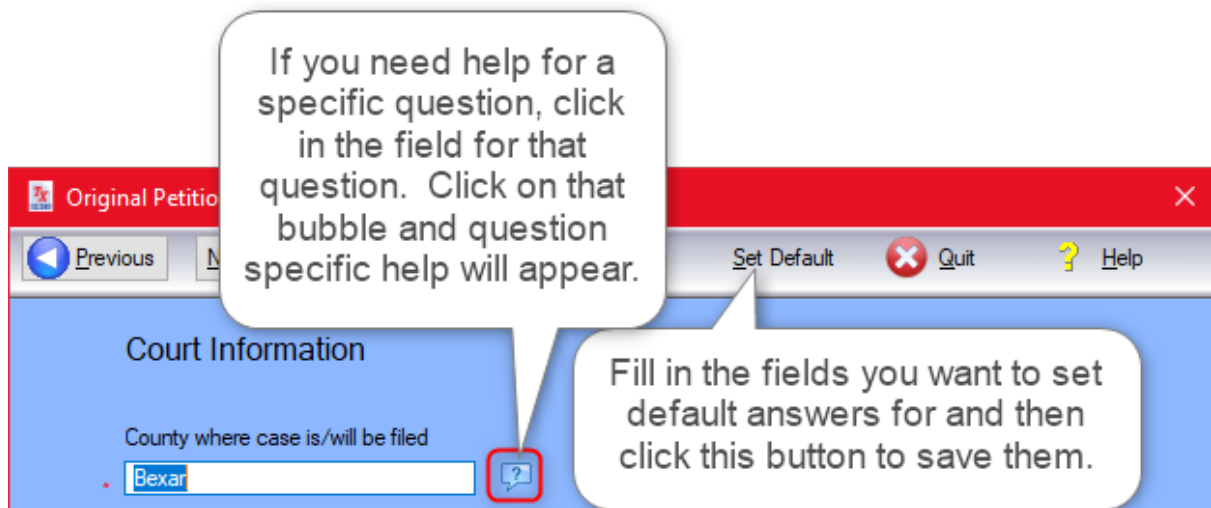 If you need help for a
specific question, click
in the field for that
question.  Click on that
bubble and question
specific help will appear.
Original Petitio
Previous
N
Set Default
Quit
? Help
Court Information
Fill in the fields you want to set
default answers for and then
click this button to save them.
County where case is/will be filed
* Bexar
?